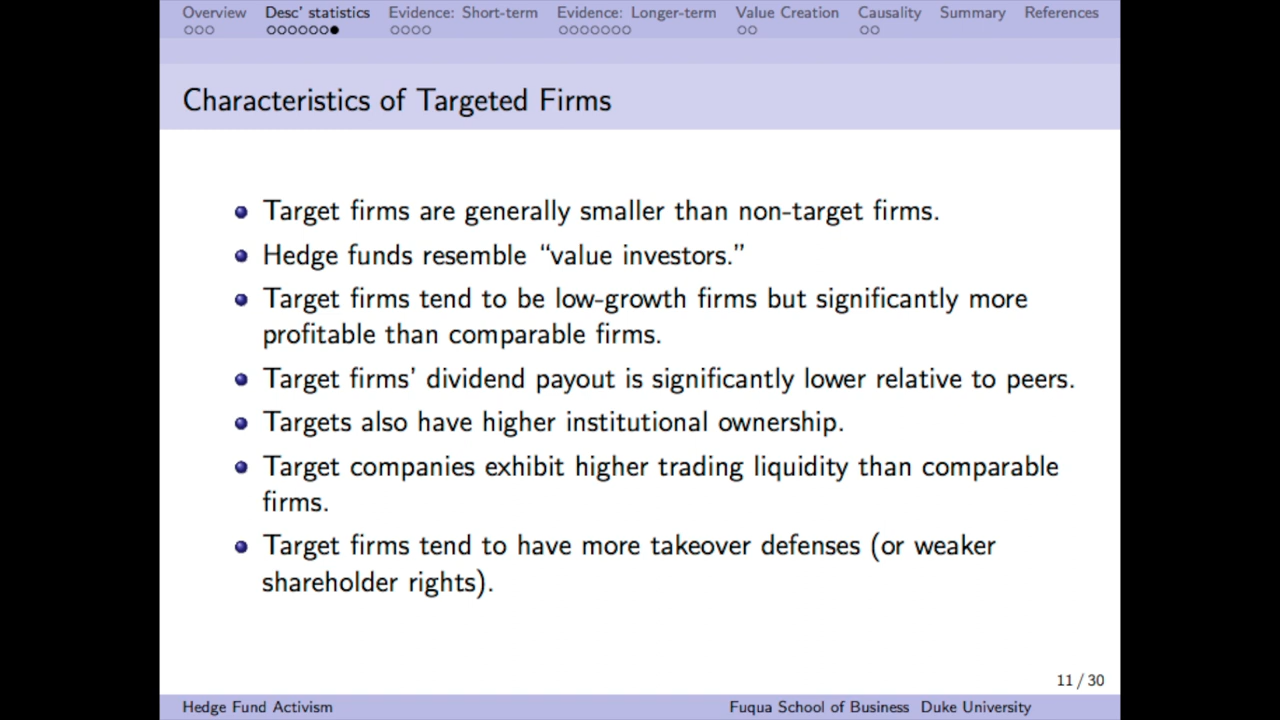 Overview Desc' statistics Evidence: Short-term Evidence: Longer-term Value Creation Causality Summary References
Characteristics of Targeted Firms
Target firms are generally smaller than non-target firms.
Hedge funds resemble “value investors.”
Target firms tend to be low-growth firms but significantly more
profitable than comparable firms.
Target firms’ dividend payout is significantly lower relative to peers.
Targets also have higher institutional ownership.
Target companies exhibit higher trading liquidity than comparable
firms.
Target firms tend to have more takeover defenses (or weaker
shareholder rights).
11 / 30
Hedge Fund Activism Fuqua School of Business Duke University